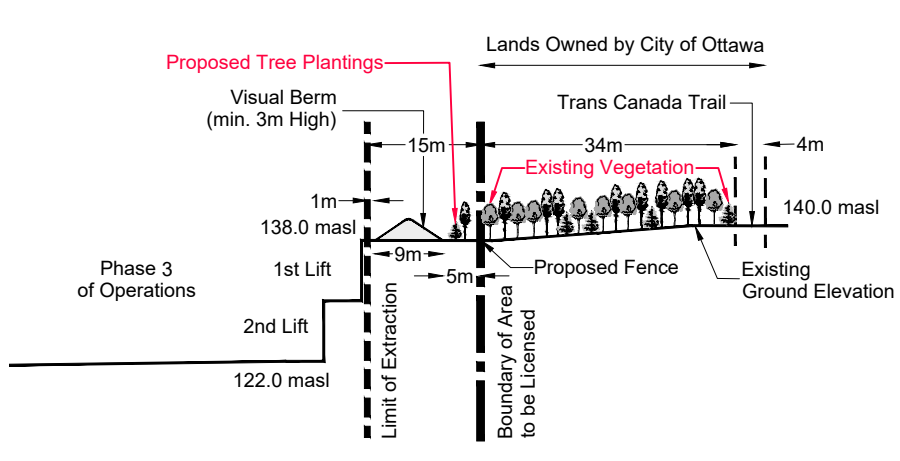 Lands Owned by City of Ottawa
Proposed Tree Plantings
Visual Berm
(min. 3m High)
Trans Canada Trail
15m
34m
4m
Existing Vegetation
1m
138.0 masl
140.0 masl
9m
Phase 3
of Operations
1st Lift
5m
Proposed Fence
Existing
Ground Elevation
2nd Lift
122.0 masl
Limit of Extraction
Boundary of Area
to be Licensed